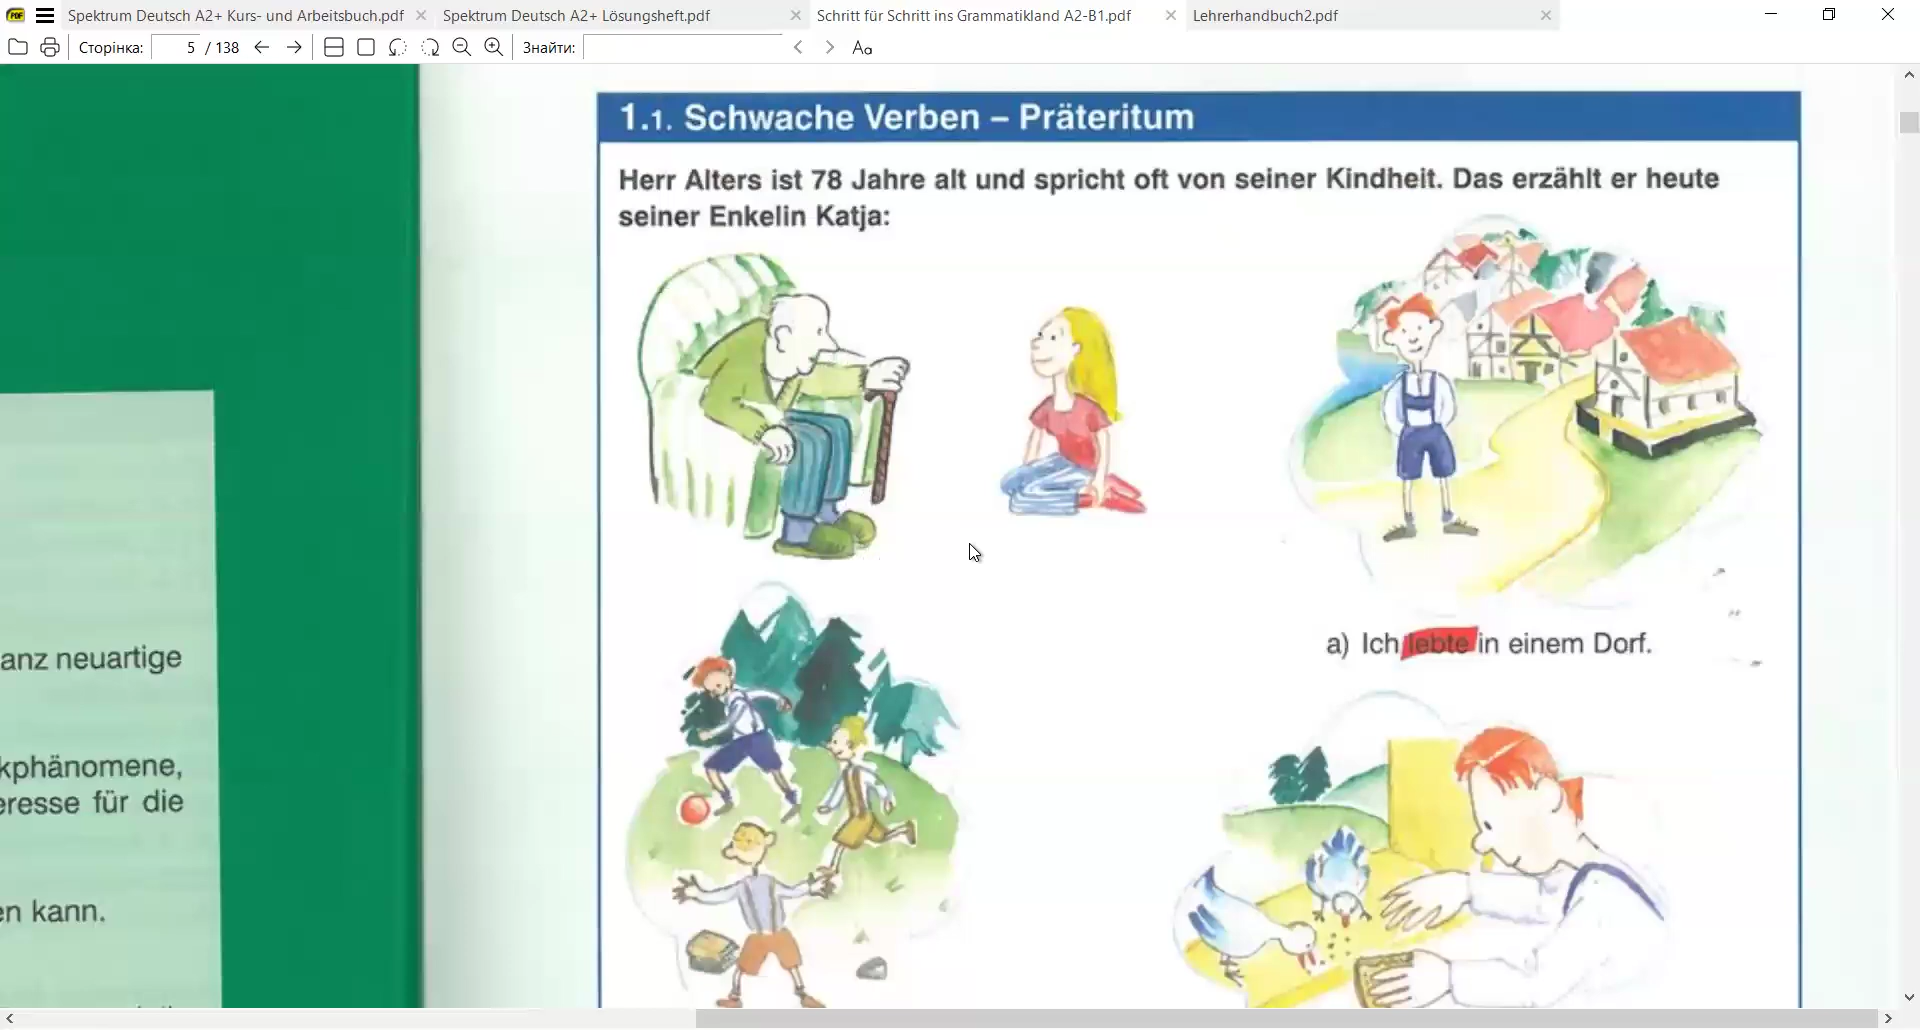 Spektrum Deutsch A2+ Kurs- und Arbeitsbuch.pdf
Spektrum Deutsch A2+ Lösungsheft.pdf
Schritt für Schritt ins Grammatikland A2-B1.pdf
Lehrerhandbuch2.pdf
Сторінка: 5 / 138
Знайти:
Aa
1.1. Schwache Verben – Präteritum
Herr Alters ist 78 Jahre alt und spricht oft von seiner Kindheit. Das erzählt er heute
seiner Enkelin Katja:
a) Ich lebte in einem Dorf.
anz neuartige
kphänomene,
eresse für die
en kann.